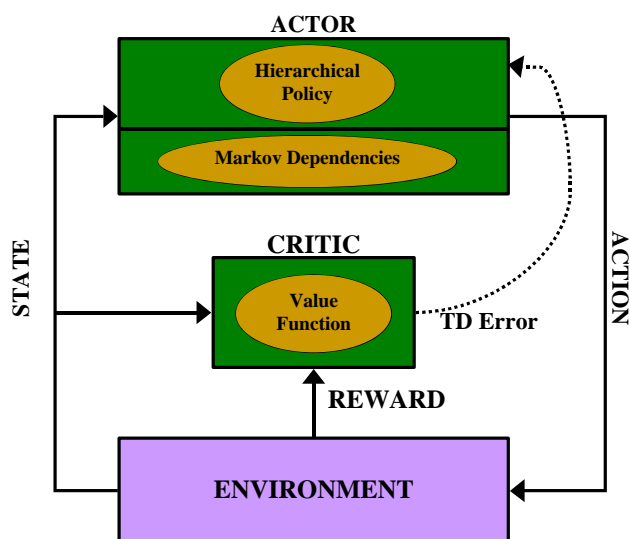 ACTOR
Hierarchical
Policy
Markov Dependencies
STATE
CRITIC
Value
Function
TD Error
ACTION
REWARD
ENVIRONMENT